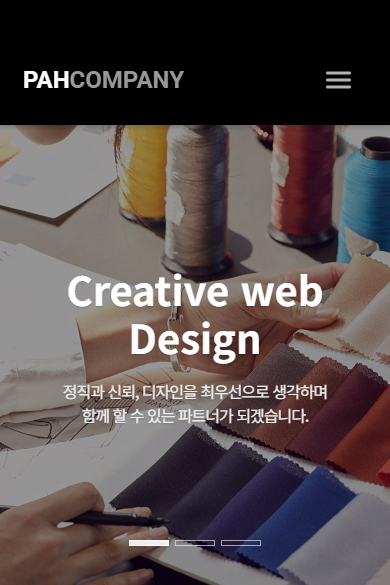 PAHCOMPANY
Creative web
Design
정직과 신뢰, 디자인을 최우선으로 생각하며
함께 할 수 있는 파트너가 되겠습니다.